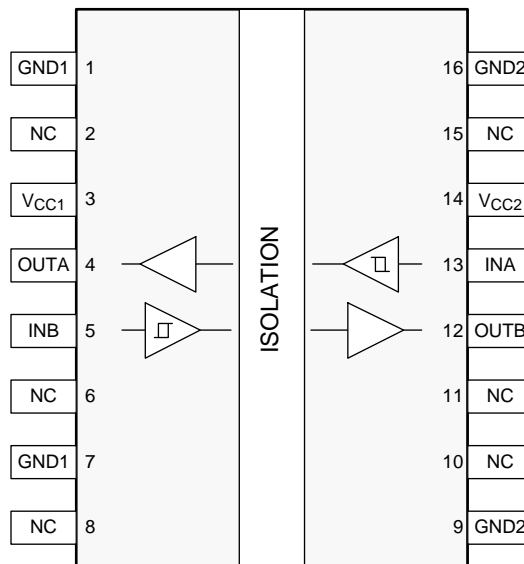 GND1 1 16 GND2
NC 2 15 NC
VCC1 3 14 VCC2
OUTA 4 13 INA
INB 5 12 OUTB
ISOLATION
NC 6 11 NC
GND1 7 10 NC
NC 8 9 GND2